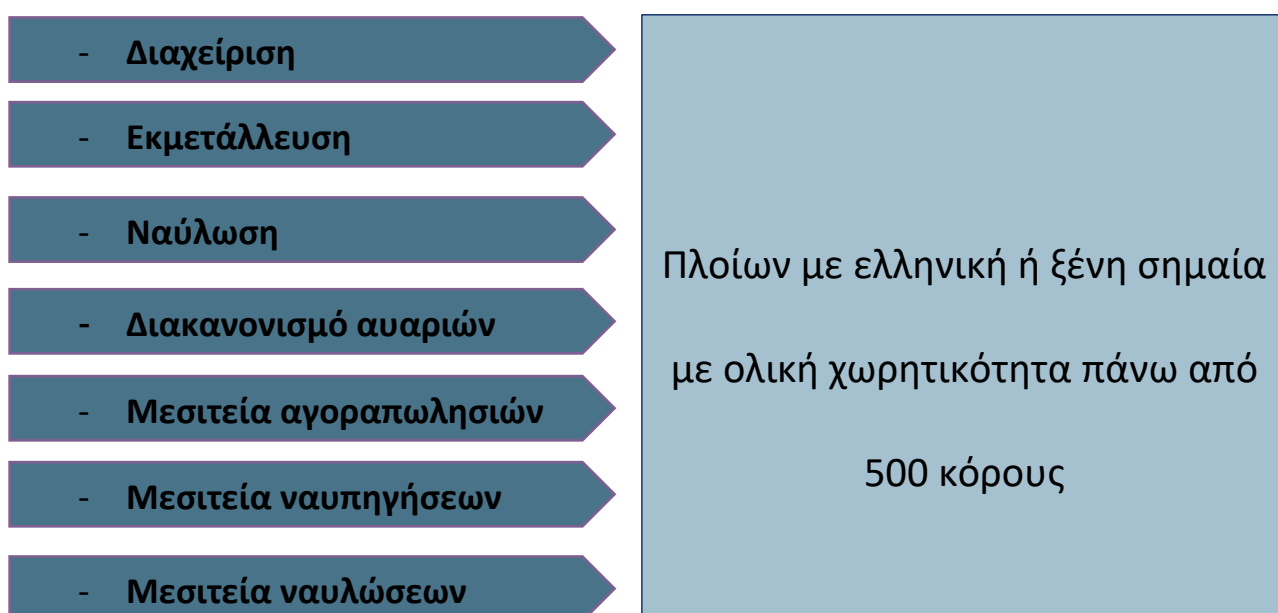 - Διαχείριση
- Εκμετάλλευση
- Ναύλωση
- Διακανονισμό αυαριών
- Μεσιτεία αγοραπωλησιών
- Μεσιτεία ναυπηγήσεων
- Μεσιτεία ναυλώσεων
Πλοίων με ελληνική ή ξένη σημαία
με ολική χωρητικότητα πάνω από
500 κόρους